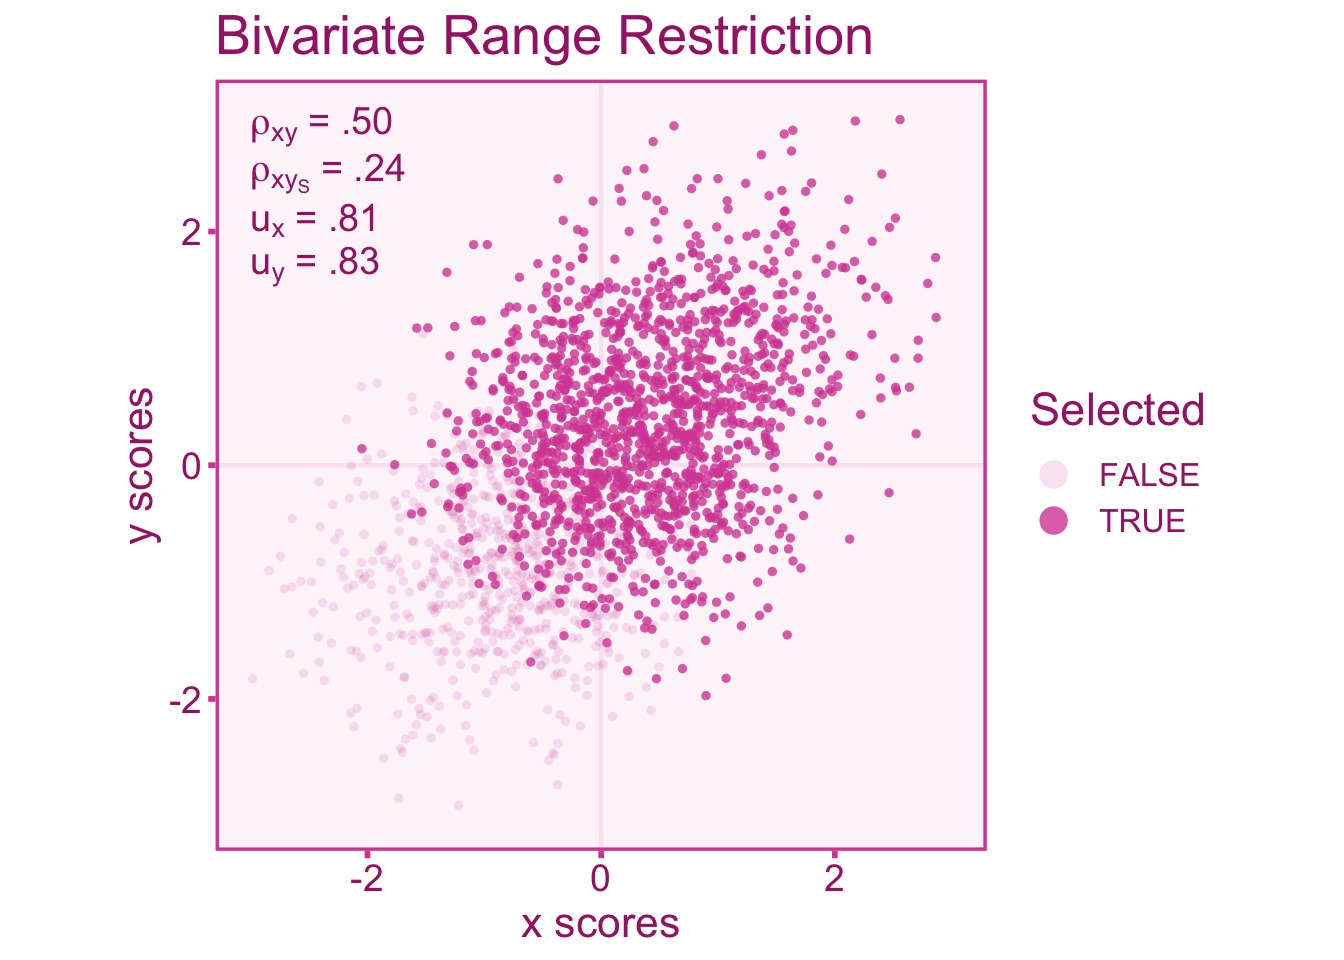 Bivariate Range Restriction
ρxy = .50
ρxyS = .24
ux = .81
uy = .83
2
0
-2
-2
0
2
x scores
y scores
Selected
FALSE
TRUE